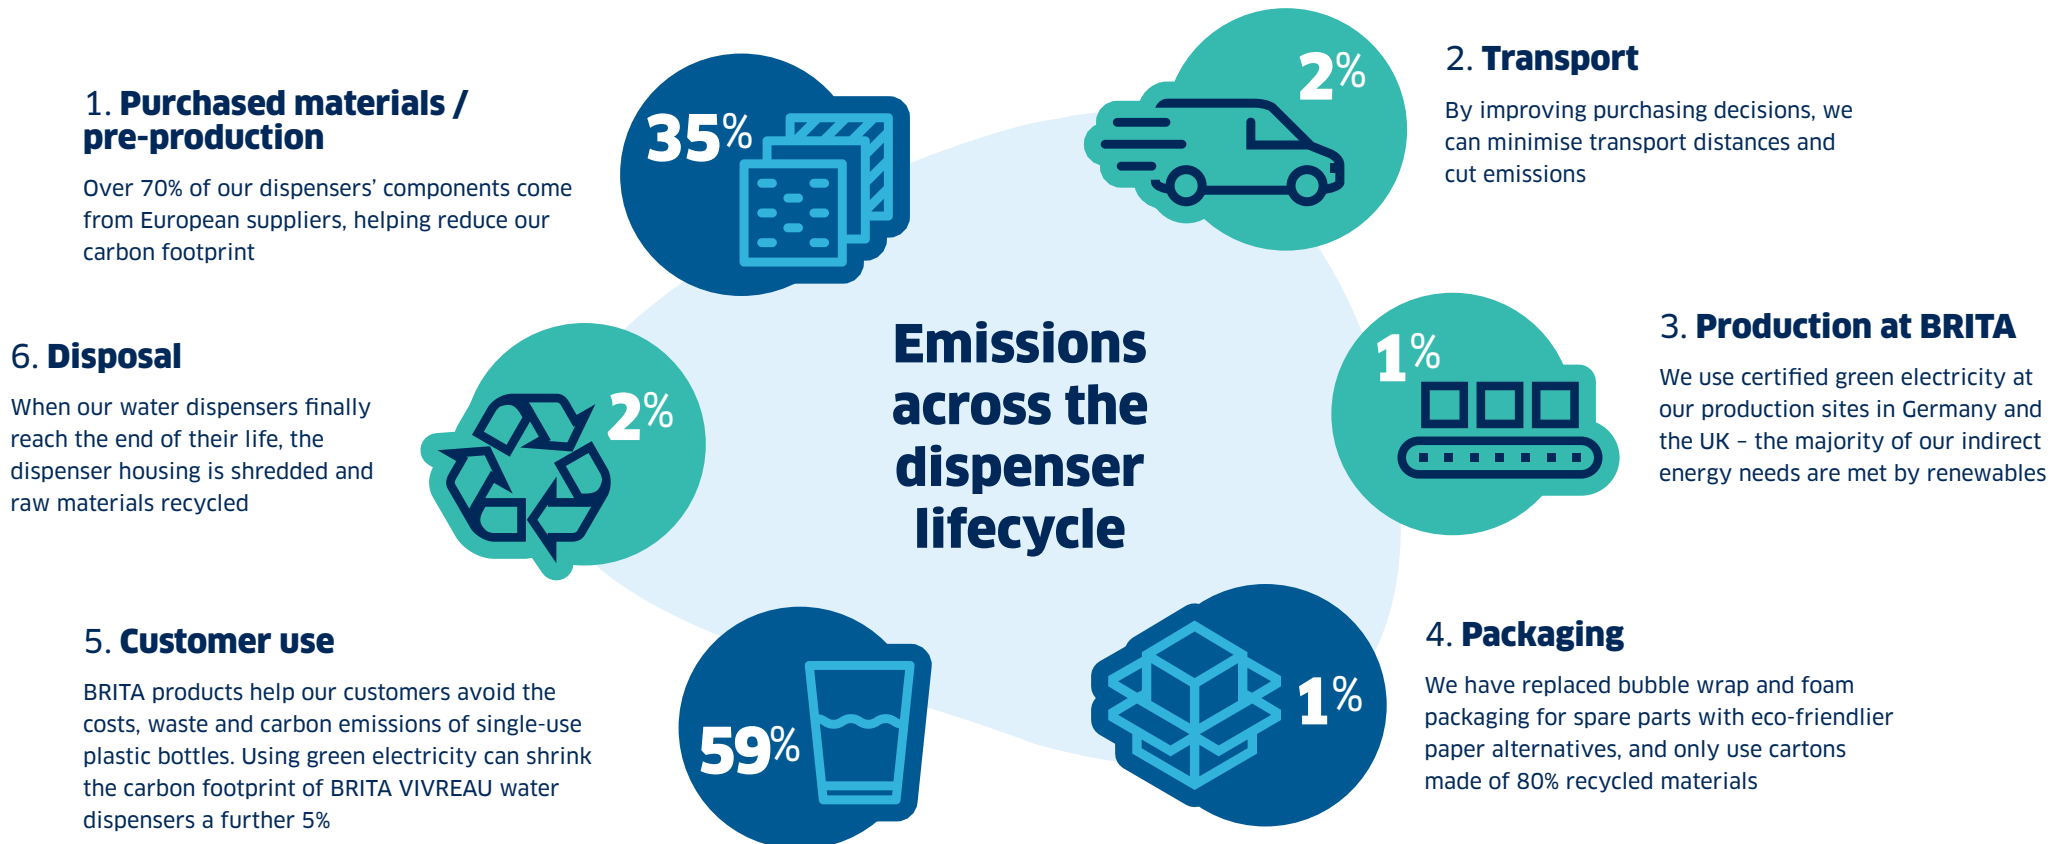 1. Purchased materials /
pre-production
Over 70% of our dispensers’ components come
from European suppliers, helping reduce our
carbon footprint
35%
2%
2. Transport
By improving purchasing decisions, we
can minimise transport distances and
cut emissions
Emissions
across the
dispenser
lifecycle
1%
3. Production at BRITA
We use certified green electricity at
our production sites in Germany and
the UK – the majority of our indirect
energy needs are met by renewables
1%
4. Packaging
We have replaced bubble wrap and foam
packaging for spare parts with eco-friendlier
paper alternatives, and only use cartons
made of 80% recycled materials
5. Customer use
BRITA products help our customers avoid the
costs, waste and carbon emissions of single-use
plastic bottles. Using green electricity can shrink
the carbon footprint of BRITA VIVREAU water
dispensers a further 5%
59%
6. Disposal
When our water dispensers finally
reach the end of their life, the
dispenser housing is shredded and
raw materials recycled
2%